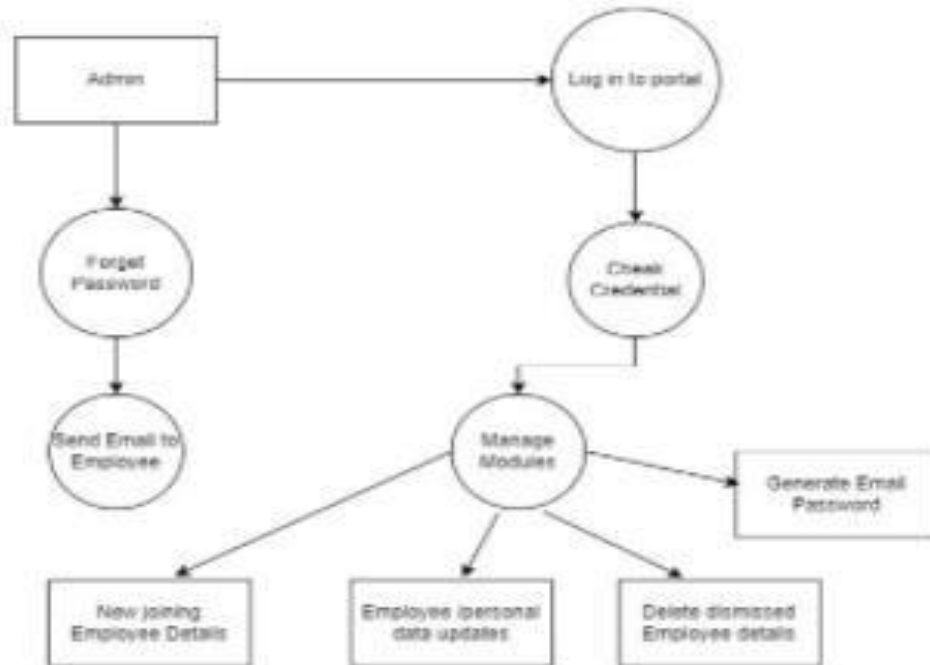 Admin
Log in to portal
Forget
Password
Cheak
Credential
Send Email to
Employee
Manage
Modules
Generate Email
Password
New joining
Employee Details
Employee /personal
data updates
Delete dismissed
Employee details